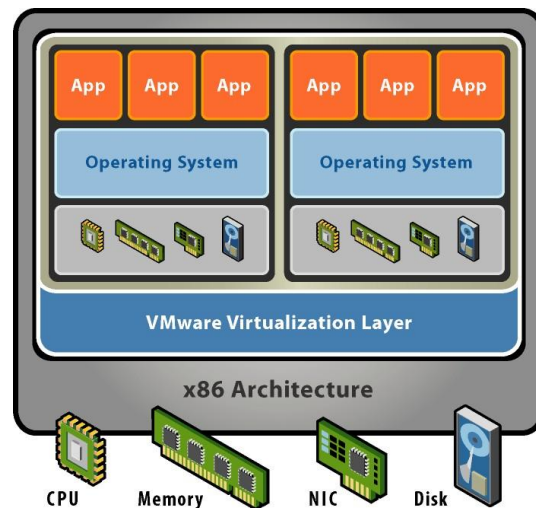 App App App App App App
Operating System Operating System
VMware Virtualization Layer
x86 Architecture
CPU Memory NIC Disk